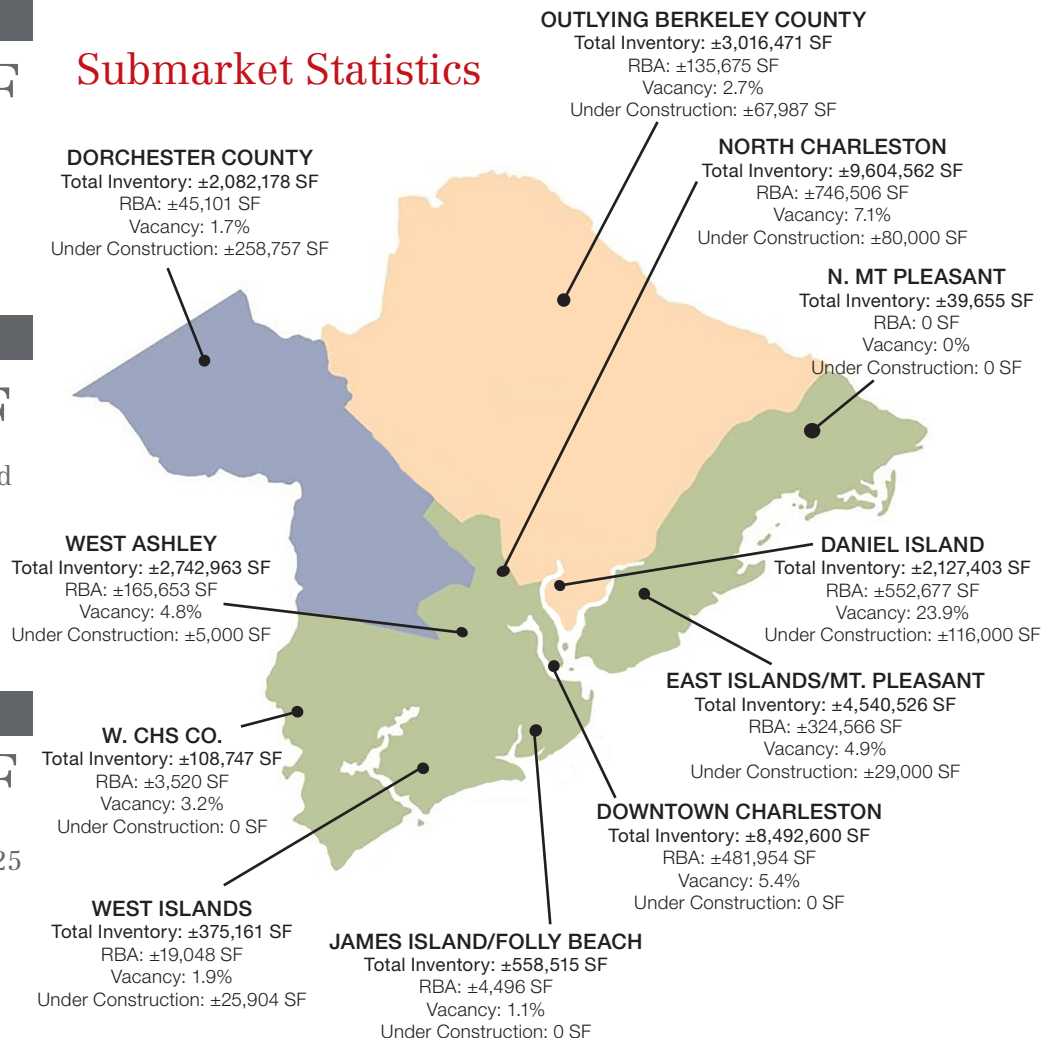 Submarket Statistics
OUTLYING BERKELEY COUNTY
Total Inventory: ±3,016,471 SF
RBA: ±135,675 SF
Vacancy: 2.7%
Under Construction: ±67,987 SF
DORCHESTER COUNTY
Total Inventory: ±2,082,178 SF
RBA: ±45,101 SF
Vacancy: 1.7%
Under Construction: ±258,757 SF
NORTH CHARLESTON
Total Inventory: ±9,604,562 SF
RBA: ±746,506 SF
Vacancy: 7.1%
Under Construction: ±80,000 SF
N. MT PLEASANT
Total Inventory: ±39,655 SF
RBA: 0 SF
Vacancy: 0%
Under Construction: 0 SF
WEST ASHLEY
Total Inventory: ±2,742,963 SF
RBA: ±165,653 SF
Vacancy: 4.8%
Under Construction: ±5,000 SF
DANIEL ISLAND
Total Inventory: ±2,127,403 SF
RBA: ±552,677 SF
Vacancy: 23.9%
Under Construction: ±116,000 SF
EAST ISLANDS/MT. PLEASANT
Total Inventory: ±4,540,526 SF
RBA: ±324,566 SF
Vacancy: 4.9%
Under Construction: ±29,000 SF
W. CHS CO.
Total Inventory: ±108,747 SF
RBA: ±3,520 SF
Vacancy: 3.2%
Under Construction: 0 SF
DOWNTOWN CHARLESTON
Total Inventory: ±8,492,600 SF
RBA: ±481,954 SF
Vacancy: 5.4%
Under Construction: 0 SF
WEST ISLANDS
Total Inventory: ±375,161 SF
RBA: ±19,048 SF
Vacancy: 1.9%
Under Construction: ±25,904 SF
JAMES ISLAND/FOLLY BEACH
Total Inventory: ±558,515 SF
RBA: ±4,496 SF
Vacancy: 1.1%
Under Construction: 0 SF
d
25